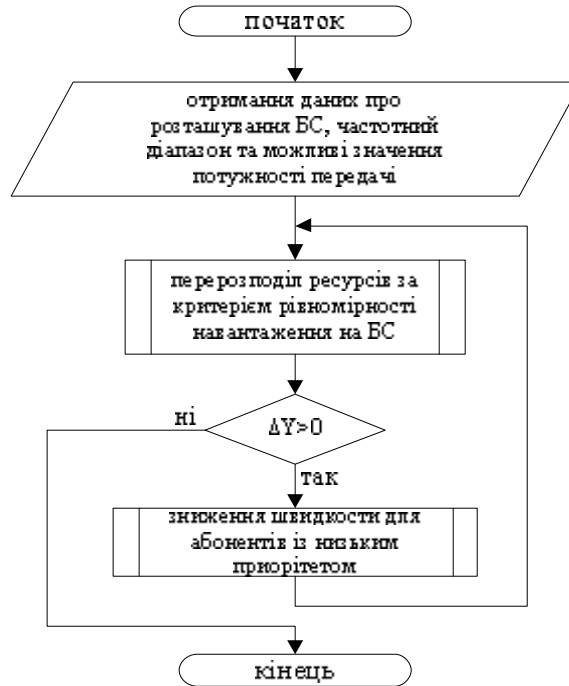 початок
отримання даних про
розташування БС, частотний
діапазон та можливі значення
потужності передачі
перерозподіл ресурсів за
критерієм рівномірності
навантаження на БС
ні
ΔY>0
так
зниження швидкости для
абонентів із низьким
приорітетом
кінець